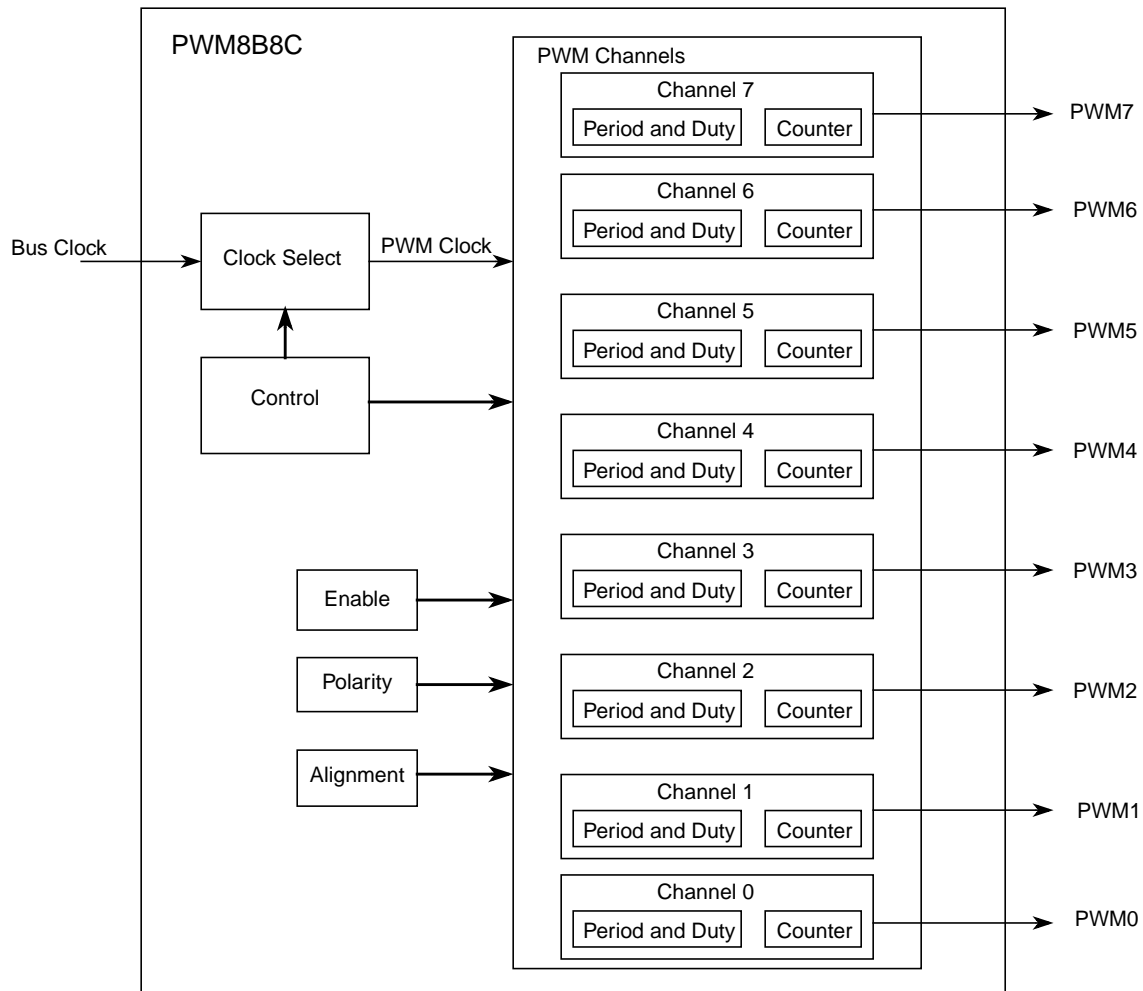 PWM8B8C
PWM Channels
Channel 7
Period and Duty
Counter
PWM7
Channel 6
Period and Duty
Counter
PWM6
Bus Clock
Clock Select
PWM Clock
Channel 5
Period and Duty
Counter
PWM5
Control
Channel 4
Period and Duty
Counter
PWM4
Channel 3
Period and Duty
Counter
PWM3
Enable
Polarity
Channel 2
Period and Duty
Counter
PWM2
Alignment
Channel 1
Period and Duty
Counter
PWM1
Channel 0
Period and Duty
Counter
PWM0